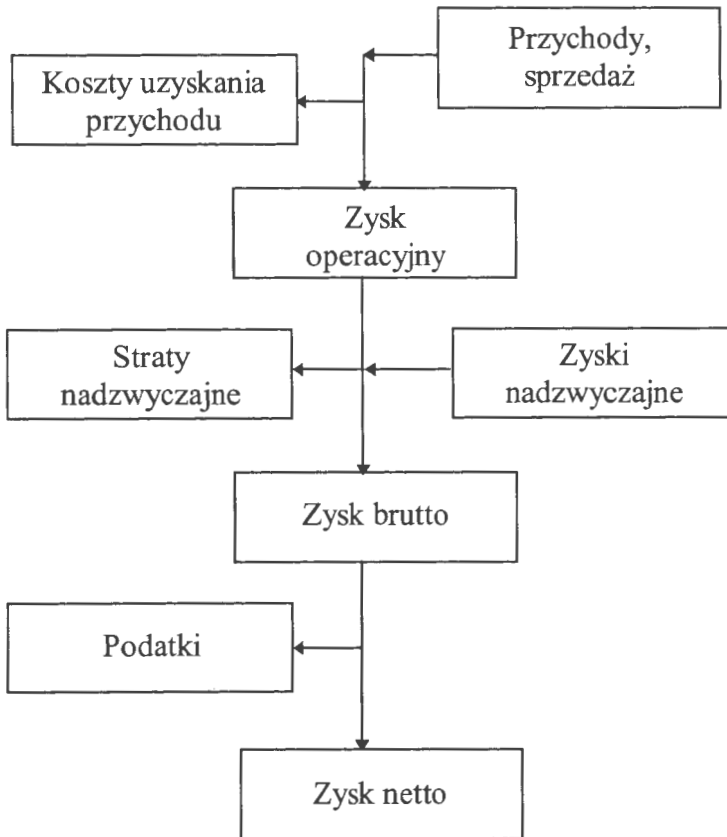 Przychody,
sprzedaż
Koszty uzyskania
przychodu
Zysk
operacyjny
Straty
nadzwyczajne
Zyski
nadzwyczajne
Zysk brutto
Podatki
Zysk netto